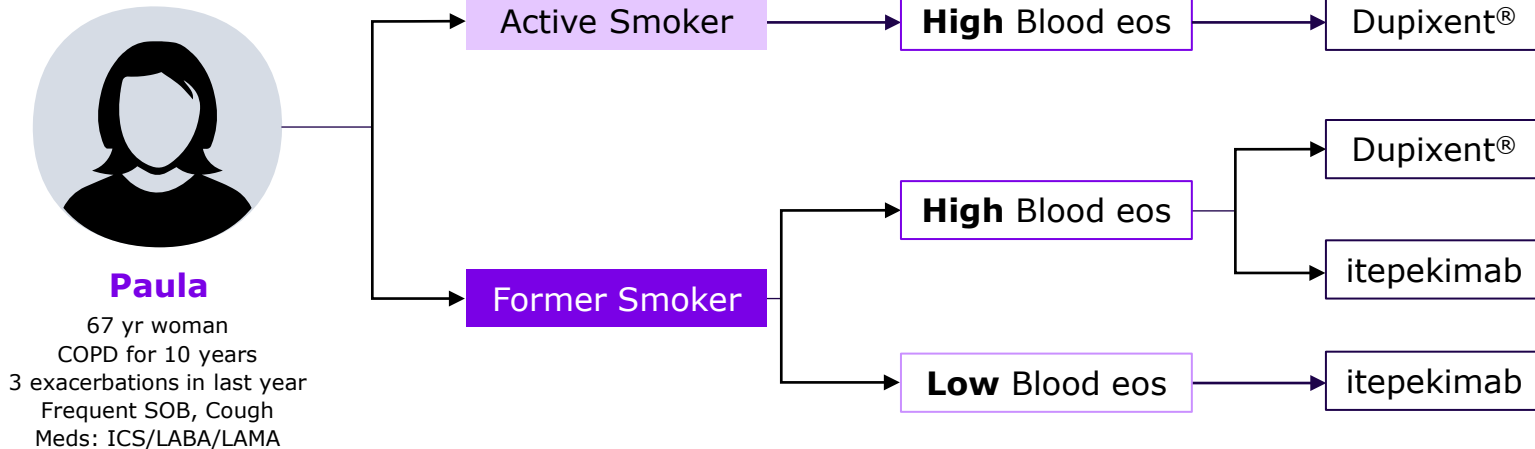 Active Smoker
High Blood eos
Dupixent®
Dupixent®
High Blood eos
itepekimab
Former Smoker
Low Blood eos
itepekimab
Paula
67 yr woman
COPD for 10 years
3 exacerbations in last year
Frequent SOB, Cough
Meds: ICS/LABA/LAMA